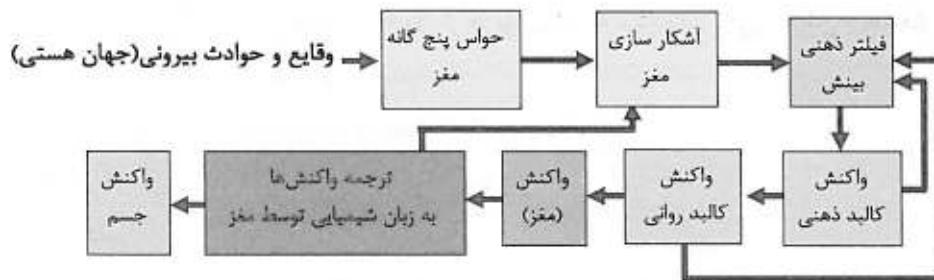 وقایع و حوادث بیرونی(جهان هستی)
حواس پنج گانه
مغز
آشکار سازی
مغز
فیلتر ذهنی
بینش
واکنش
کالبد ذهنی
واکنش
کالبد روانی
واکنش
(مغز)
ترجمه واکنش‌ها
به زبان شیمیایی توسط مغز
واکنش
جسم